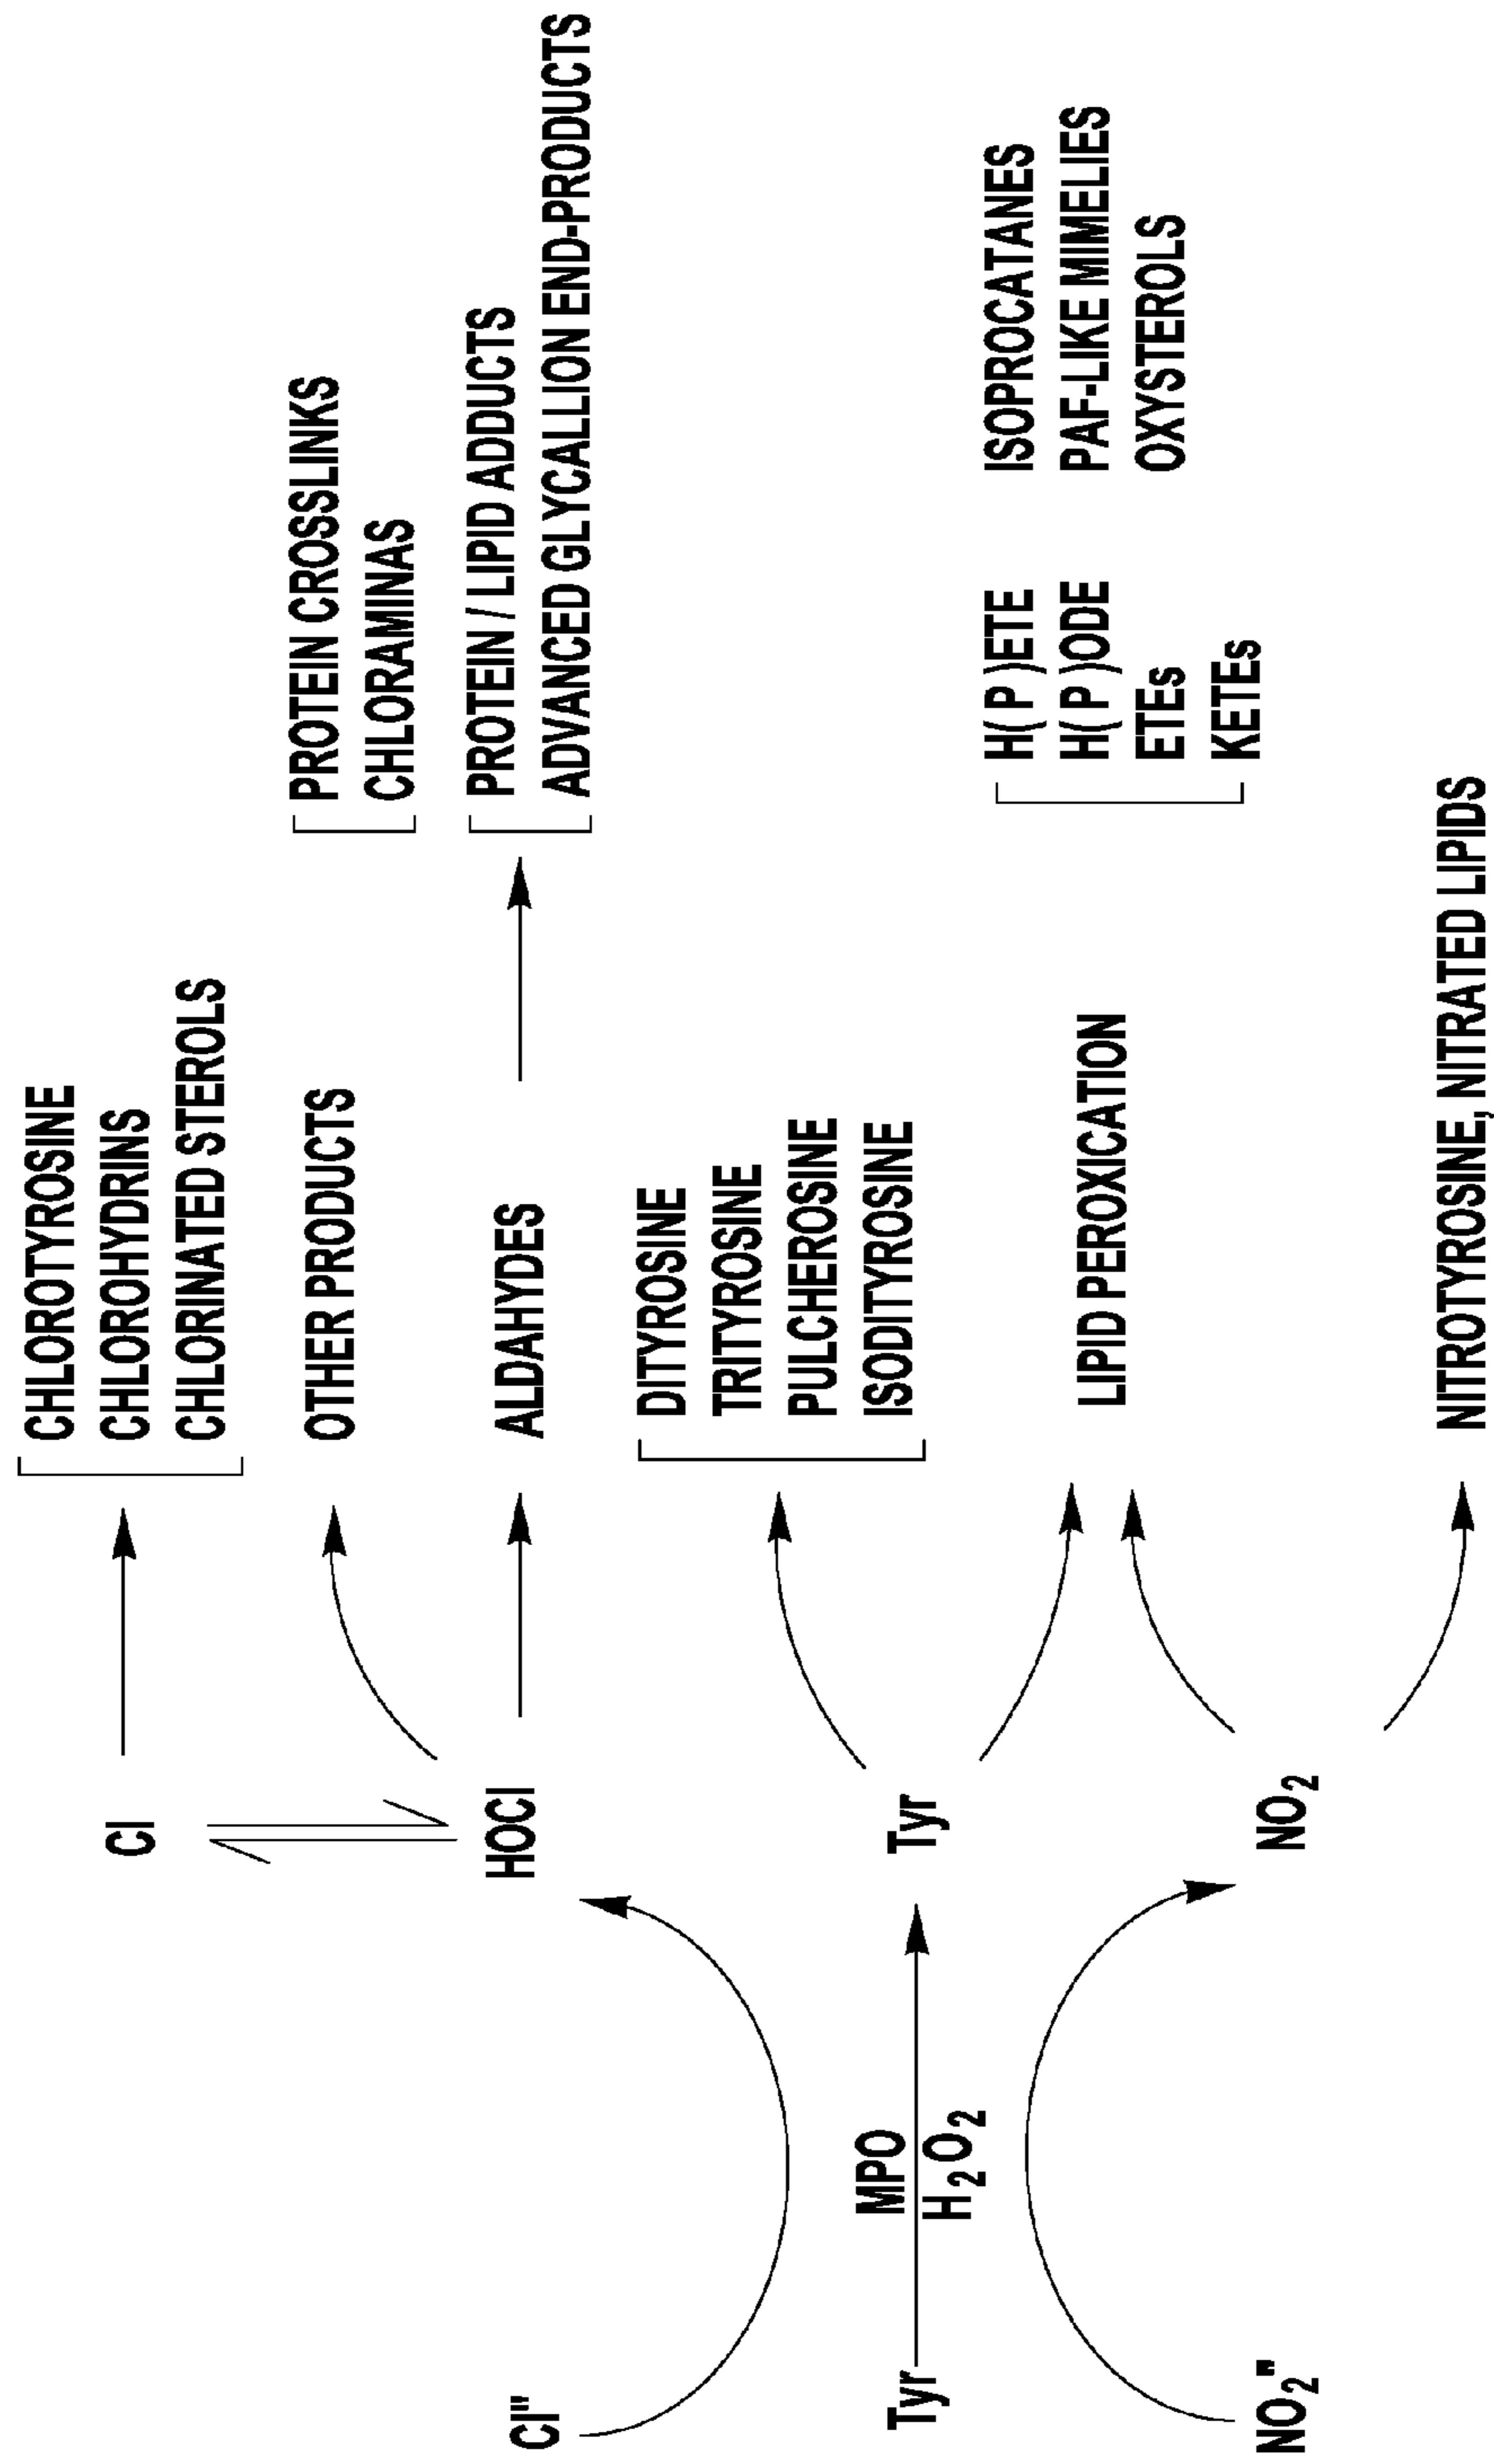 CHLOROTYROSINE
CHLOROHYDRINS
CHLORINATED STEROLS
Cl
OTHER PRODUCTS
PROTEIN CROSSLINKS
CHLORAMINAS
HOCl
ALDAHYDES
PROTEIN / LIPID ADDUCTS
ADVANCED GLYCALLION END-PRODUCTS
Cl"
DITYROSINE
TRITYROSINE
PULCHEROSINE
ISODITYROSINE
MPO
Tyr
Tyr
H2O2
LIPID PEROXICATION
H( P )ETE
H( P )ODE
ETEs
KETEs
ISOPROCATANES
PAF-LIKE MIMELIES
OXYSTEROLS
NO2"
NO2
NITROTYROSINE, NITRATED LIPIDS